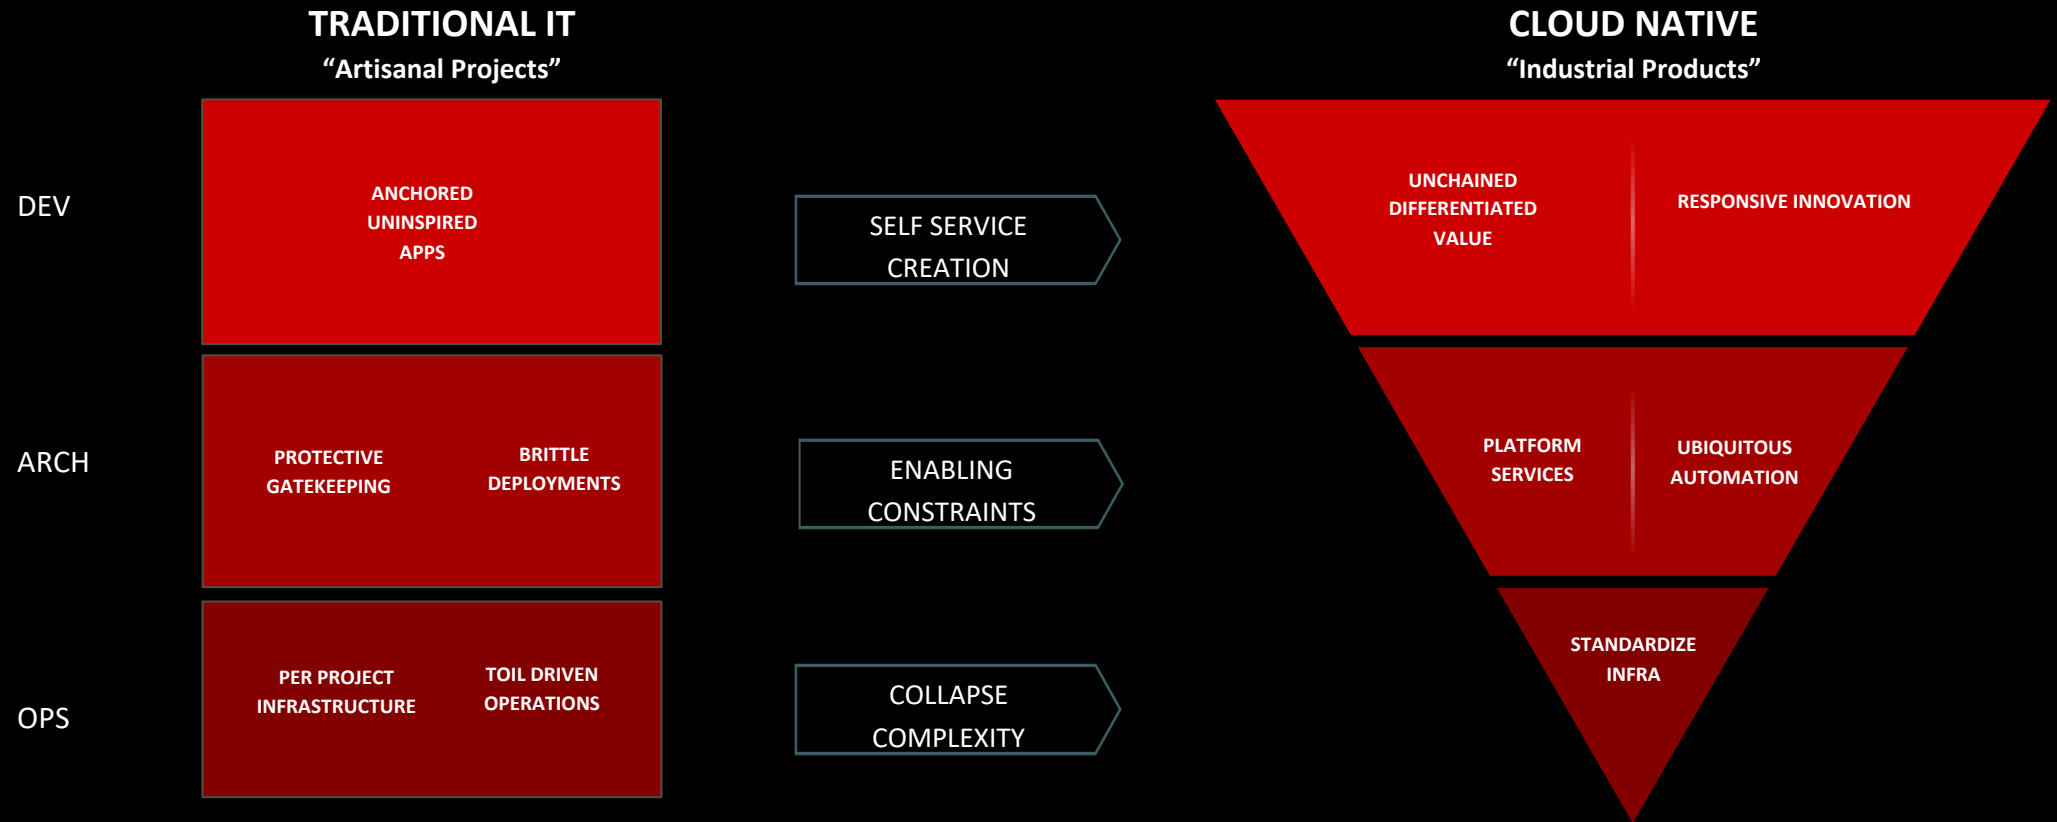 TRADITIONAL IT
“Artisanal Projects”
CLOUD NATIVE
“Industrial Products”
DEV
ANCHORED
UNINSPIRED
APPS
SELF SERVICE
CREATION
UNCHAINED
DIFFERENTIATED
VALUE
RESPONSIVE INNOVATION
ARCH
PROTECTIVE
GATEKEEPING
BRITTLE
DEPLOYMENTS
ENABLING
CONSTRAINTS
PLATFORM
SERVICES
UBIQUITOUS
AUTOMATION
OPS
PER PROJECT
INFRASTRUCTURE
TOIL DRIVEN
OPERATIONS
COLLAPSE
COMPLEXITY
STANDARDIZE
INFRA